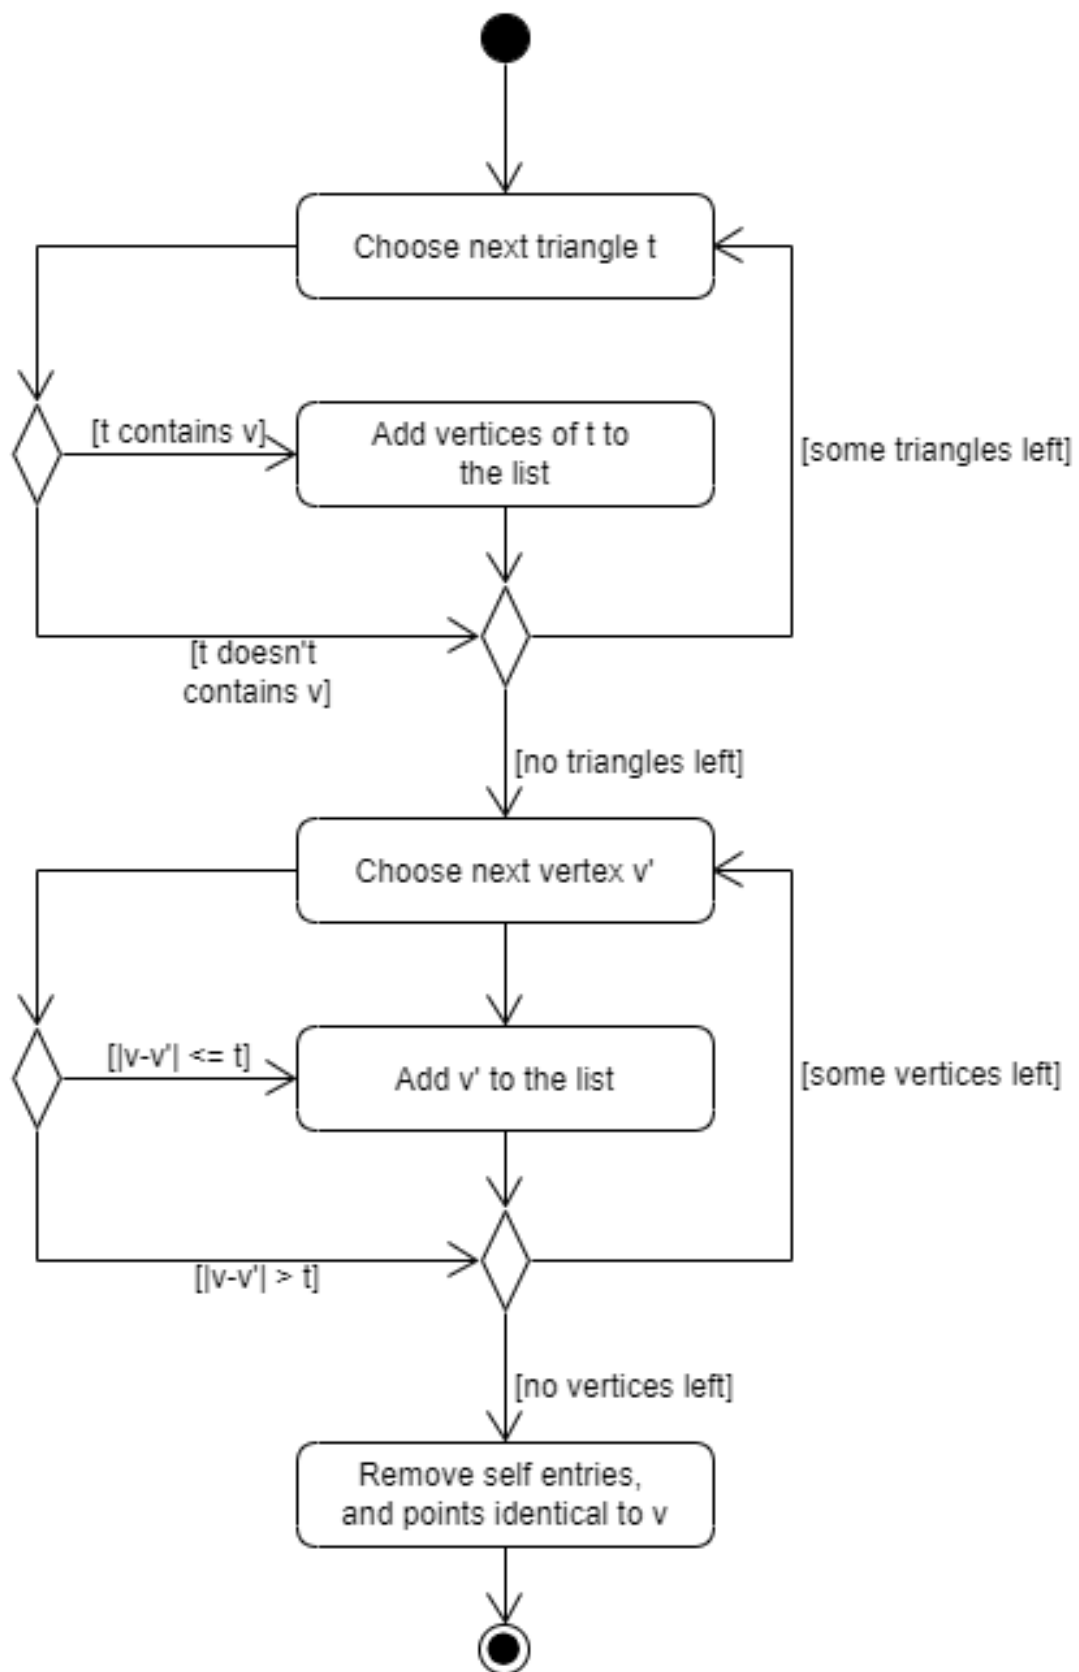 Choose next triangle t
[t contains v]
Add vertices of t to
the list
[some triangles left]
[t doesn't
contains v]
[no triangles left]
Choose next vertex v'
[|v-v'| <= t]
Add v' to the list
[some vertices left]
[|v-v'| > t]
[no vertices left]
Remove self entries,
and points identical to v